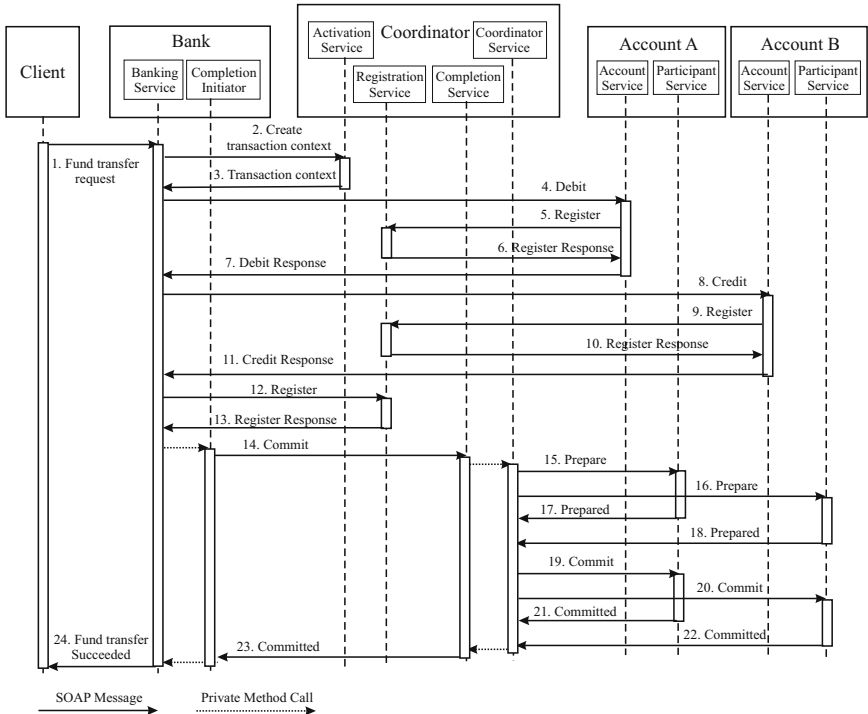 Client
Bank
Banking
Service
Completion
Initiator
Activation
Service
Coordinator
Coordinator
Service
Registration
Service
Completion
Service
Account A
Account
Service
Participant
Service
Account B
Account
Service
Participant
Service
1. Fund transfer
request
2. Create
transaction context
3. Transaction context
4. Debit
5. Register
6. Register Response
7. Debit Response
8. Credit
9. Register
10. Register Response
11. Credit Response
12. Register
13. Register Response
14. Commit
15. Prepare
16. Prepare
17. Prepared
18. Prepared
19. Commit
20. Commit
21. Committed
22. Committed
23. Committed
24. Fund transfer
Succeeded
SOAP Message
Private Method Call